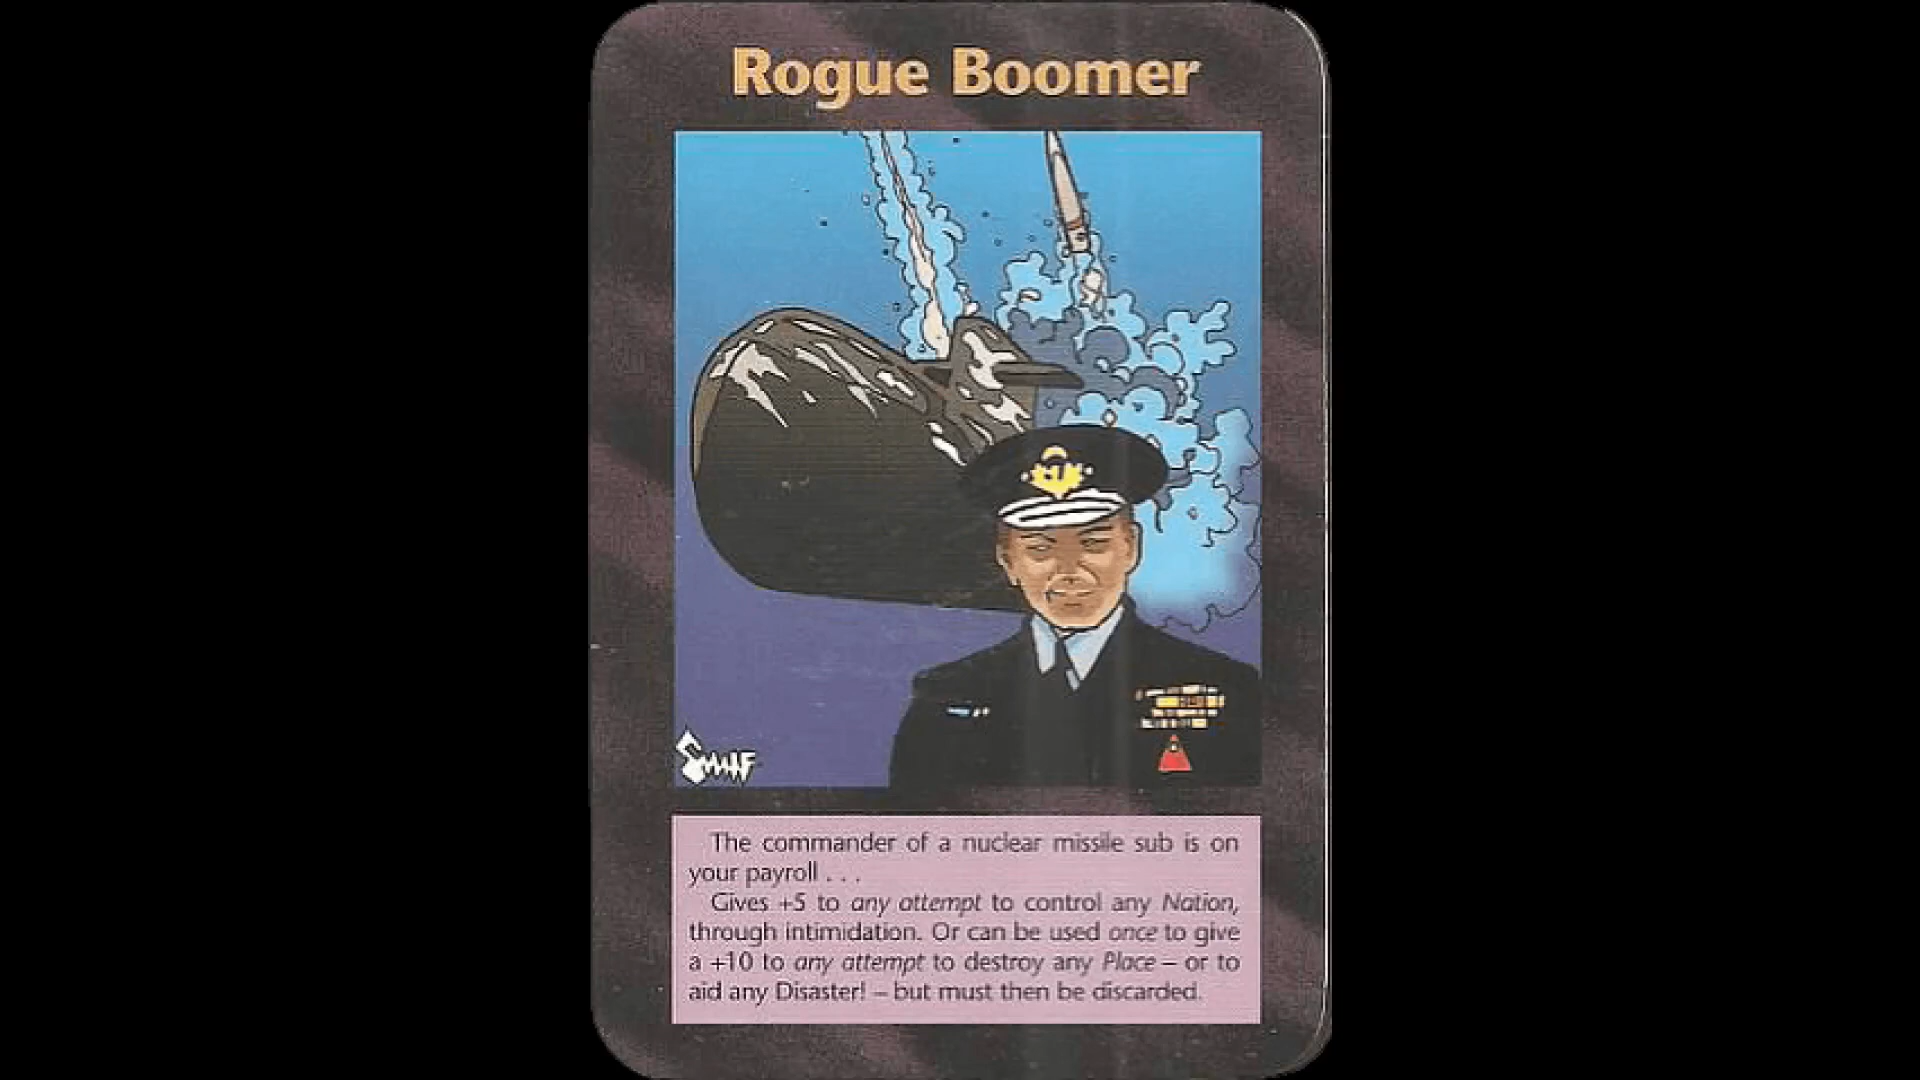 Rogue Boomer
The commander of a nuclear missile sub is on
your payroll . . .
Gives +5 to any attempt to control any Nation,
through intimidation. Or can be used once to give
a +10 to any attempt to destroy any Place – or to
aid any Disaster! – but must then be discarded.